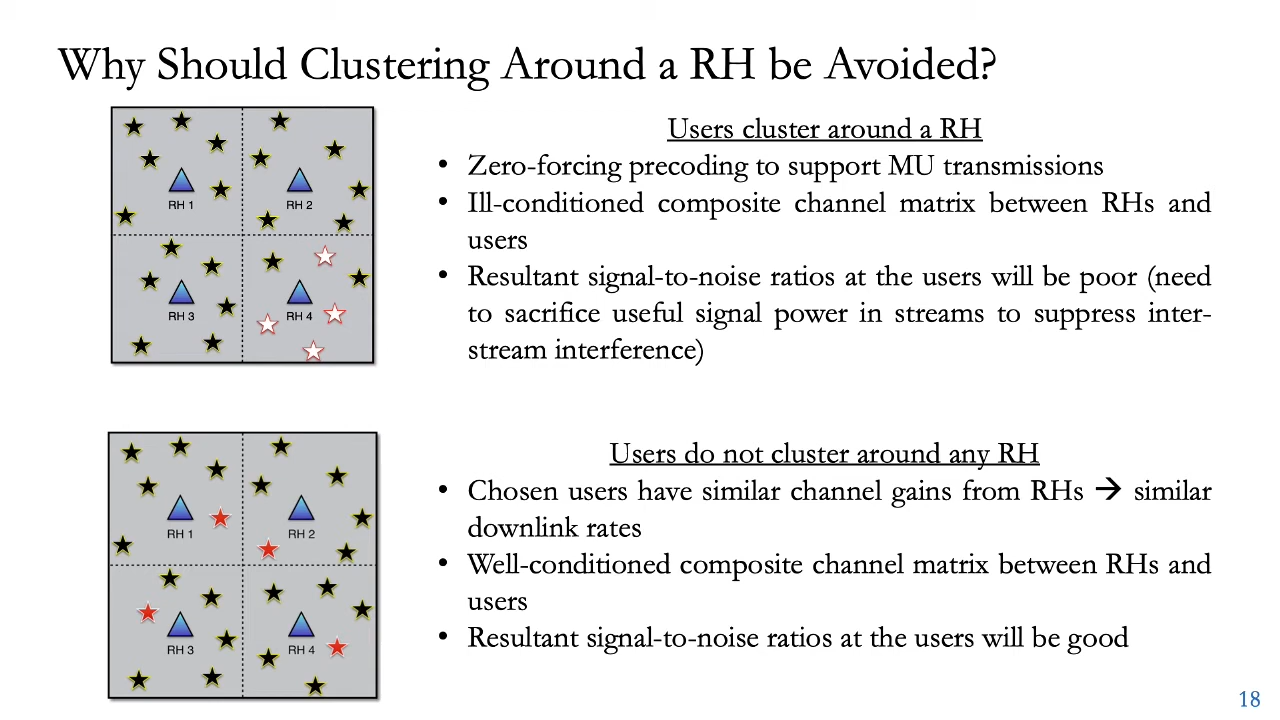 Why Should Clustering Around a RH be Avoided?
RH 1
RH 2
RH 3
RH 4
Users cluster around a RH
• Zero-forcing precoding to support MU transmissions
• Ill-conditioned composite channel matrix between RHs and
users
• Resultant signal-to-noise ratios at the users will be poor (need
to sacrifice useful signal power in streams to suppress inter-
stream interference)
RH 1
RH 2
RH 3
RH 4
Users do not cluster around any RH
• Chosen users have similar channel gains from RHs → similar
downlink rates
• Well-conditioned composite channel matrix between RHs and
users
• Resultant signal-to-noise ratios at the users will be good
18